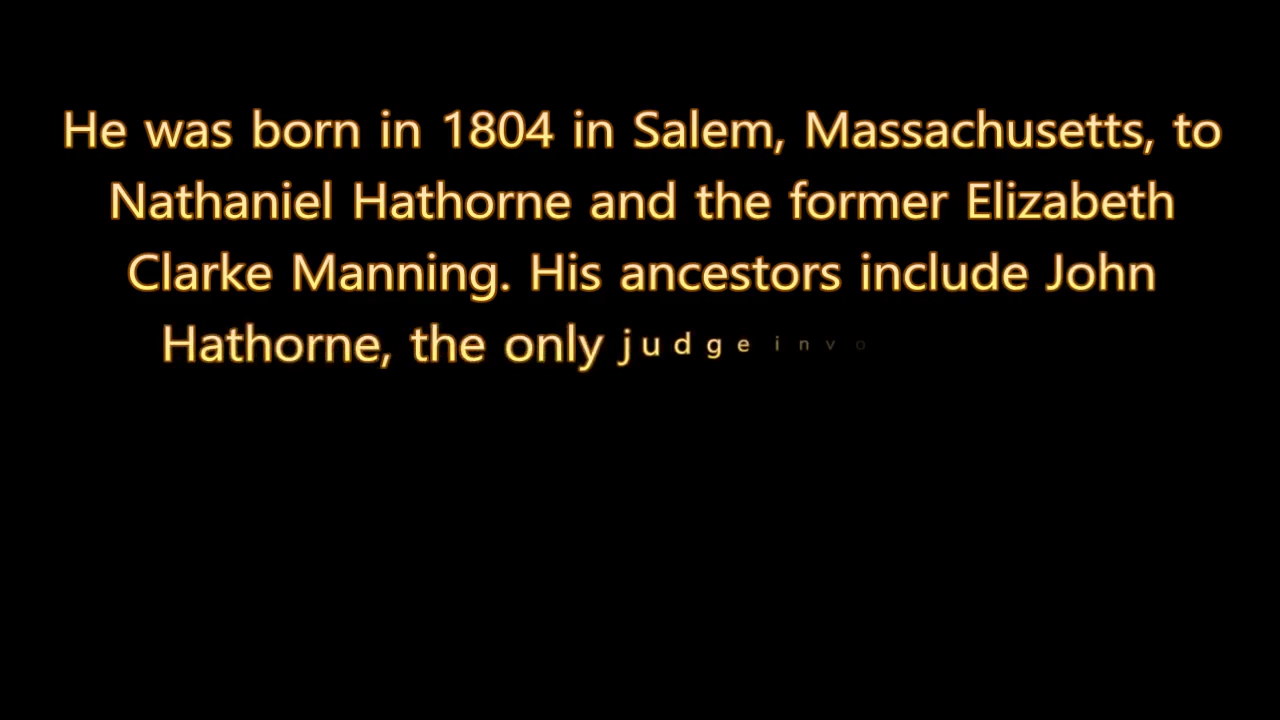 He was born in 1804 in Salem, Massachusetts, to
Nathaniel Hathorne and the former Elizabeth
Clarke Manning. His ancestors include John
Hathorne, the only judge invo